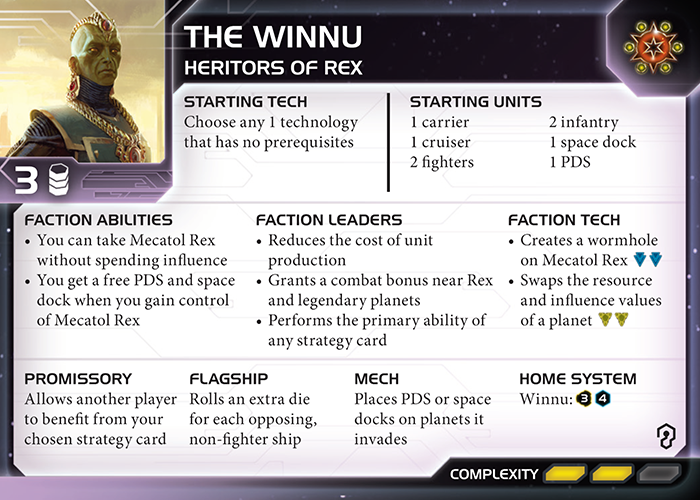 THE WINNU
HERITORS OF REX
3
STARTING TECH
Choose any 1 technology
that has no prerequisites
STARTING UNITS
1 carrier
1 cruiser
2 fighters
2 infantry
1 space dock
1 PDS
FACTION ABILITIES
• You can take Mecatol Rex
without spending influence
• You get a free PDS and space
dock when you gain control
of Mecatol Rex
FACTION LEADERS
• Reduces the cost of unit
production
• Grants a combat bonus near Rex
and legendary planets
• Performs the primary ability of
any strategy card
FACTION TECH
• Creates a wormhole
on Mecatol Rex
• Swaps the resource
and influence values
of a planet
PROMISSORY
Allows another player
to benefit from your
chosen strategy card
FLAGSHIP
Rolls an extra die
for each opposing,
non-fighter ship
MECH
Places PDS or space
docks on planets it
invades
HOME SYSTEM
Winnu: 3 4
COMPLEXITY